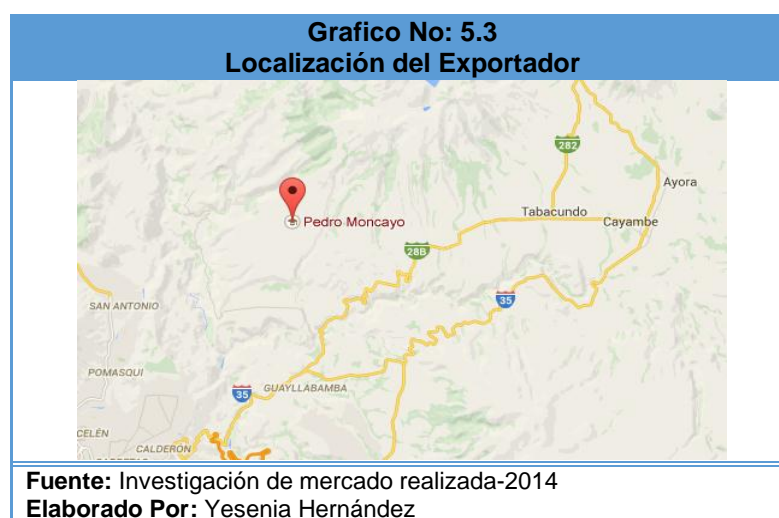 Grafico No: 5.3
Localización del Exportador
282
Ayora
Tabacundo
Cayambe
Pedro Moncayo
28B
35
SAN ANTONIO
POMASQUI
35
GUAYLLABAMBA
CELÉN
CALDERÓN
Fuente: Investigación de mercado realizada-2014
Elaborado Por: Yesenia Hernández